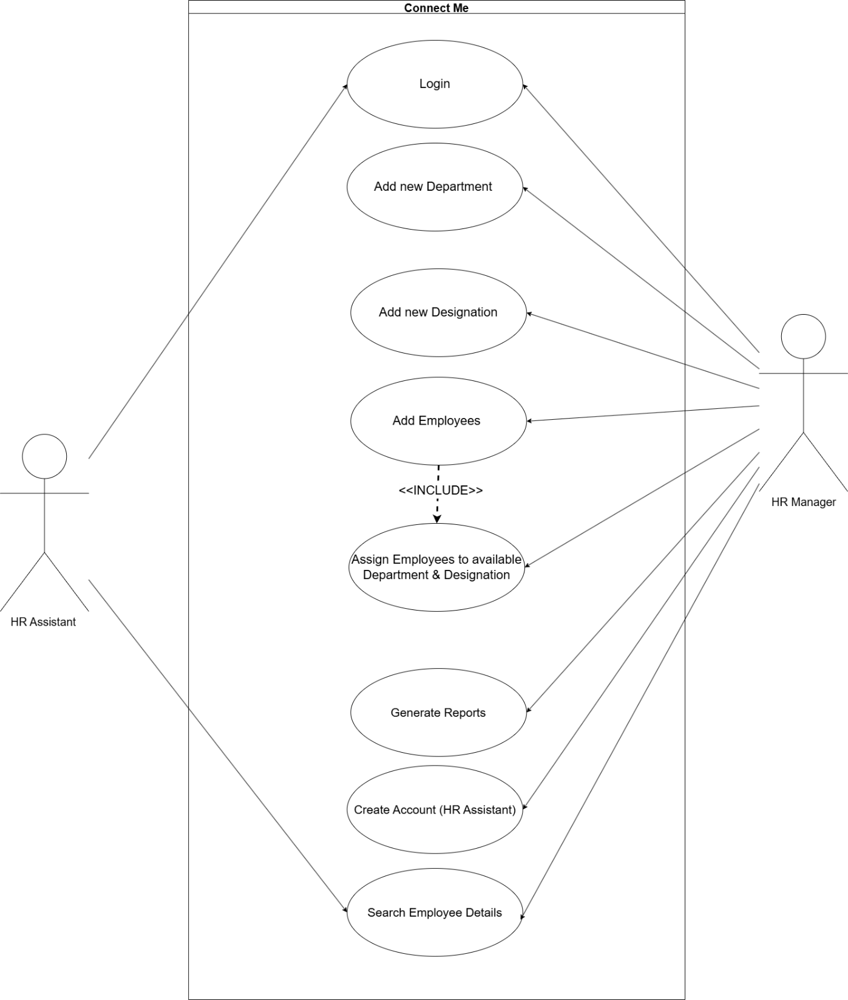 Connect Me
Login
Add new Department
Add new Designation
Add Employees
<<INCLUDE>>
HR Manager
Assign Employees to available
Department & Designation
HR Assistant
Generate Reports
Create Account (HR Assistant)
Search Employee Details